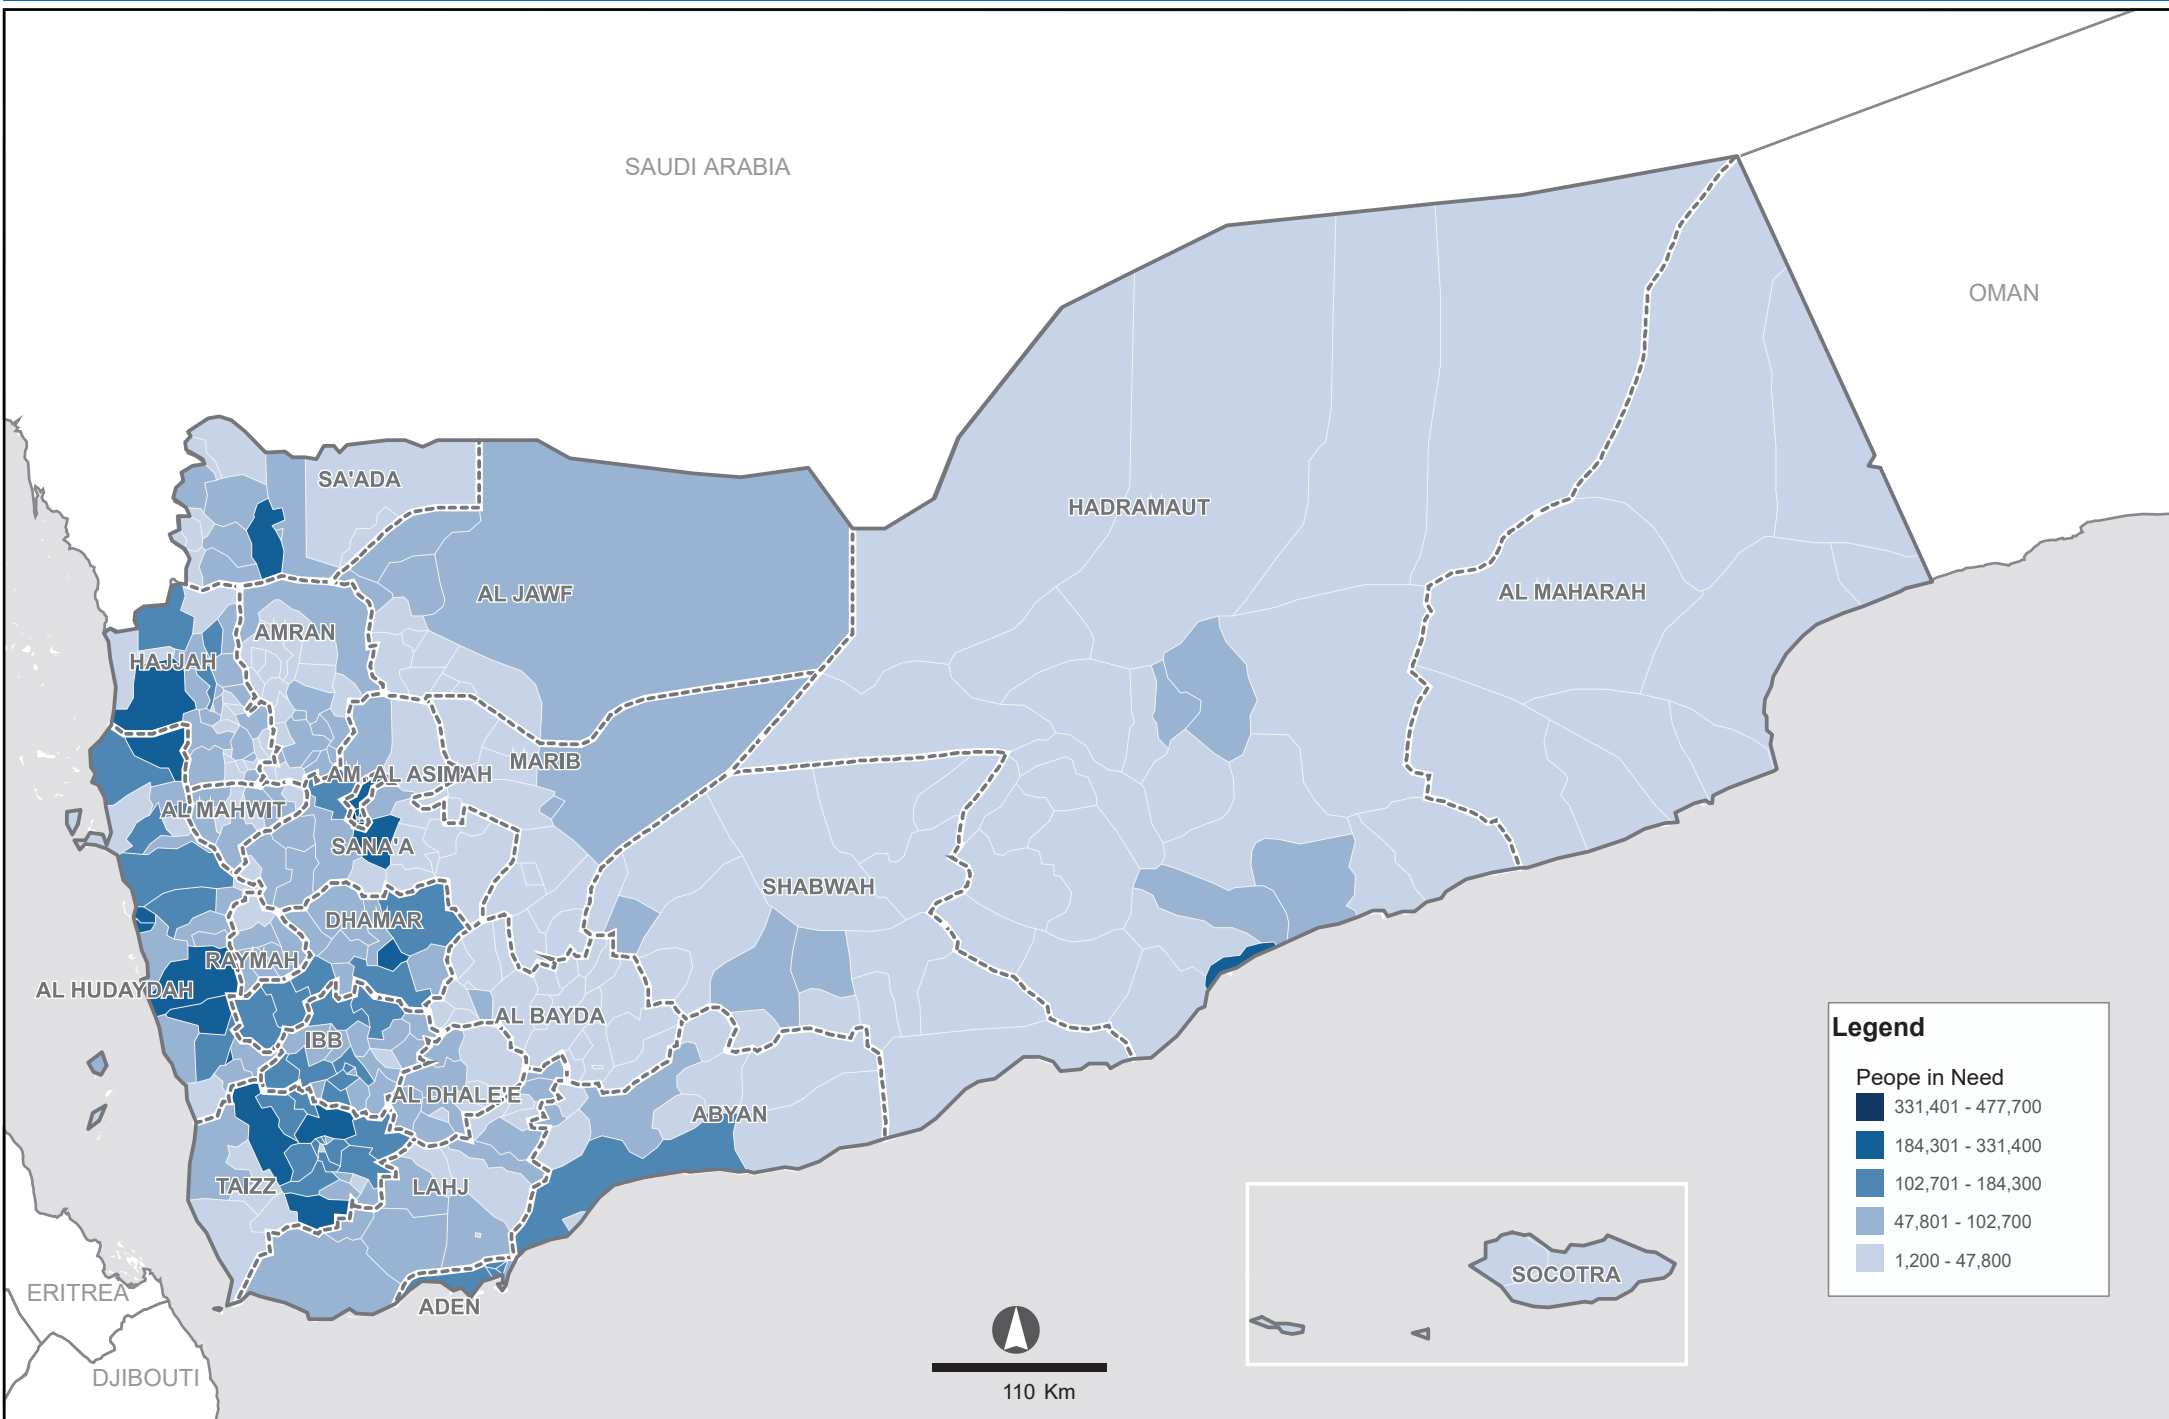 SAUDI ARABIA
OMAN
SA'ADA
HADRAMAUT
AL JAWF
AL MAHARAH
AMRAN
HAJJAH
MARIB
AM. AL ASIMAH
AL MAHWIT
SANA'A
SHABWAH
DHAMAR
RAYMAH
AL HUDAYDAH
AL BAYDA
IBB
AL DHALE'E
ABYAN
TAIZZ
LAHJ
SOCOTRA
ERITREA
ADEN
DJIBOUTI
110 Km
Legend
Peope in Need
331,401 - 477,700
184,301 - 331,400
102,701 - 184,300
47,801 - 102,700
1,200 - 47,800